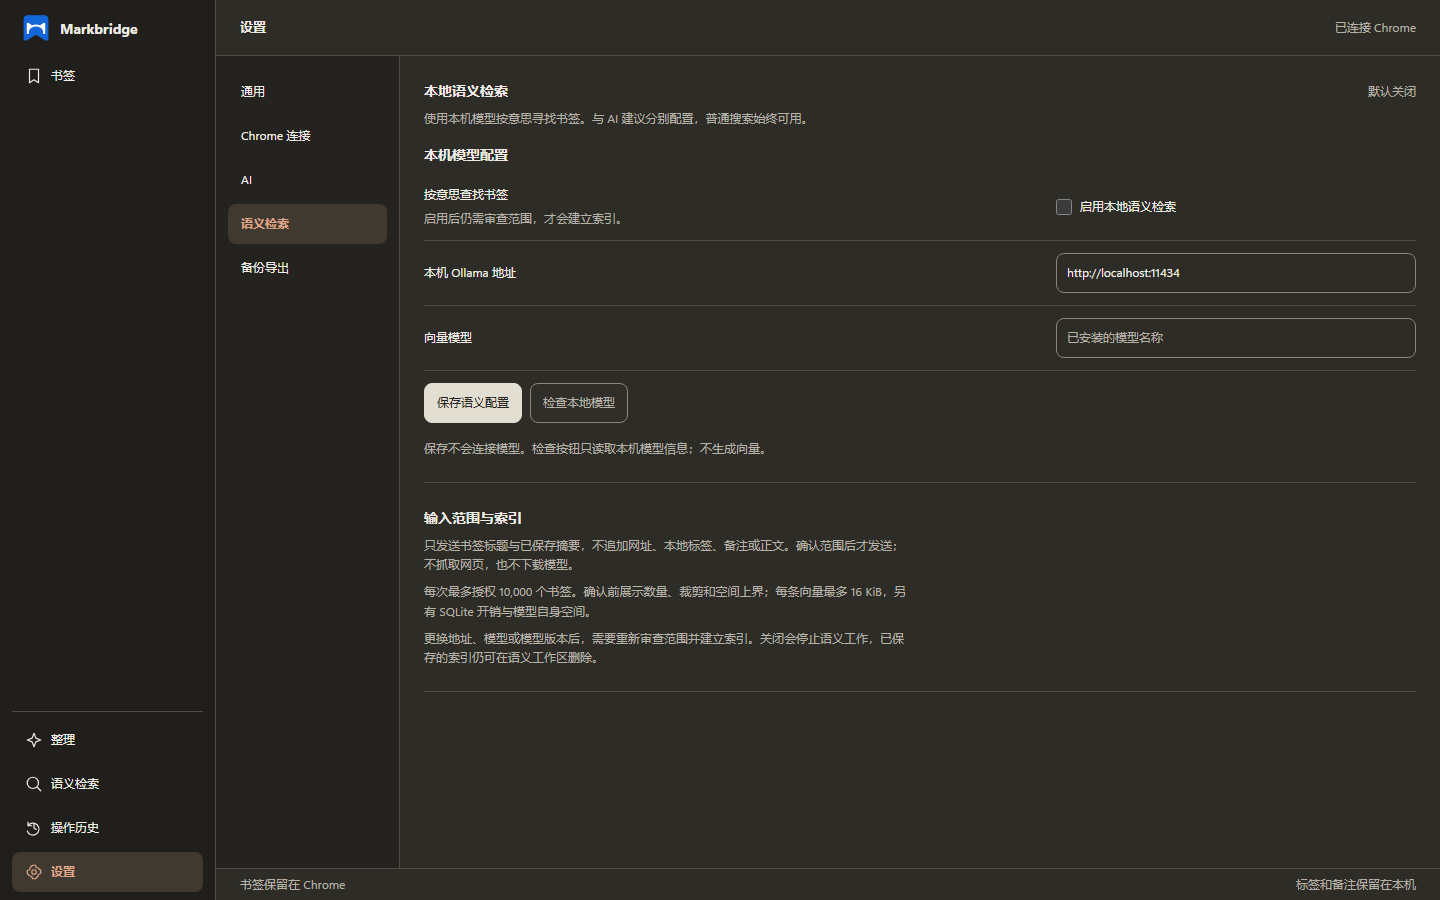 Markbridge
书签
整理
语义检索
操作历史
设置
设置
已连接 Chrome
通用
Chrome 连接
AI
语义检索
备份导出
本地语义检索
默认关闭
使用本机模型按意思寻找书签。与 AI 建议分别配置，普通搜索始终可用。
本机模型配置
按意思查找书签
启用后仍需审查范围，才会建立索引。
启用本地语义检索
本机 Ollama 地址
http://localhost:11434
向量模型
已安装的模型名称
保存语义配置
检查本地模型
保存不会连接模型。检查按钮只读取本机模型信息；不生成向量。
输入范围与索引
只发送书签标题与已保存摘要，不追加网址、本地标签、备注或正文。确认范围后才发送；
不抓取网页，也不下载模型。
每次最多授权 10,000 个书签。确认前展示数量、裁剪和空间上界；每条向量最多 16 KiB，另
有 SQLite 开销与模型自身空间。
更换地址、模型或模型版本后，需要重新审查范围并建立索引。关闭会停止语义工作，已保
存的索引仍可在语义工作区删除。
书签保留在 Chrome
标签和备注保留在本机